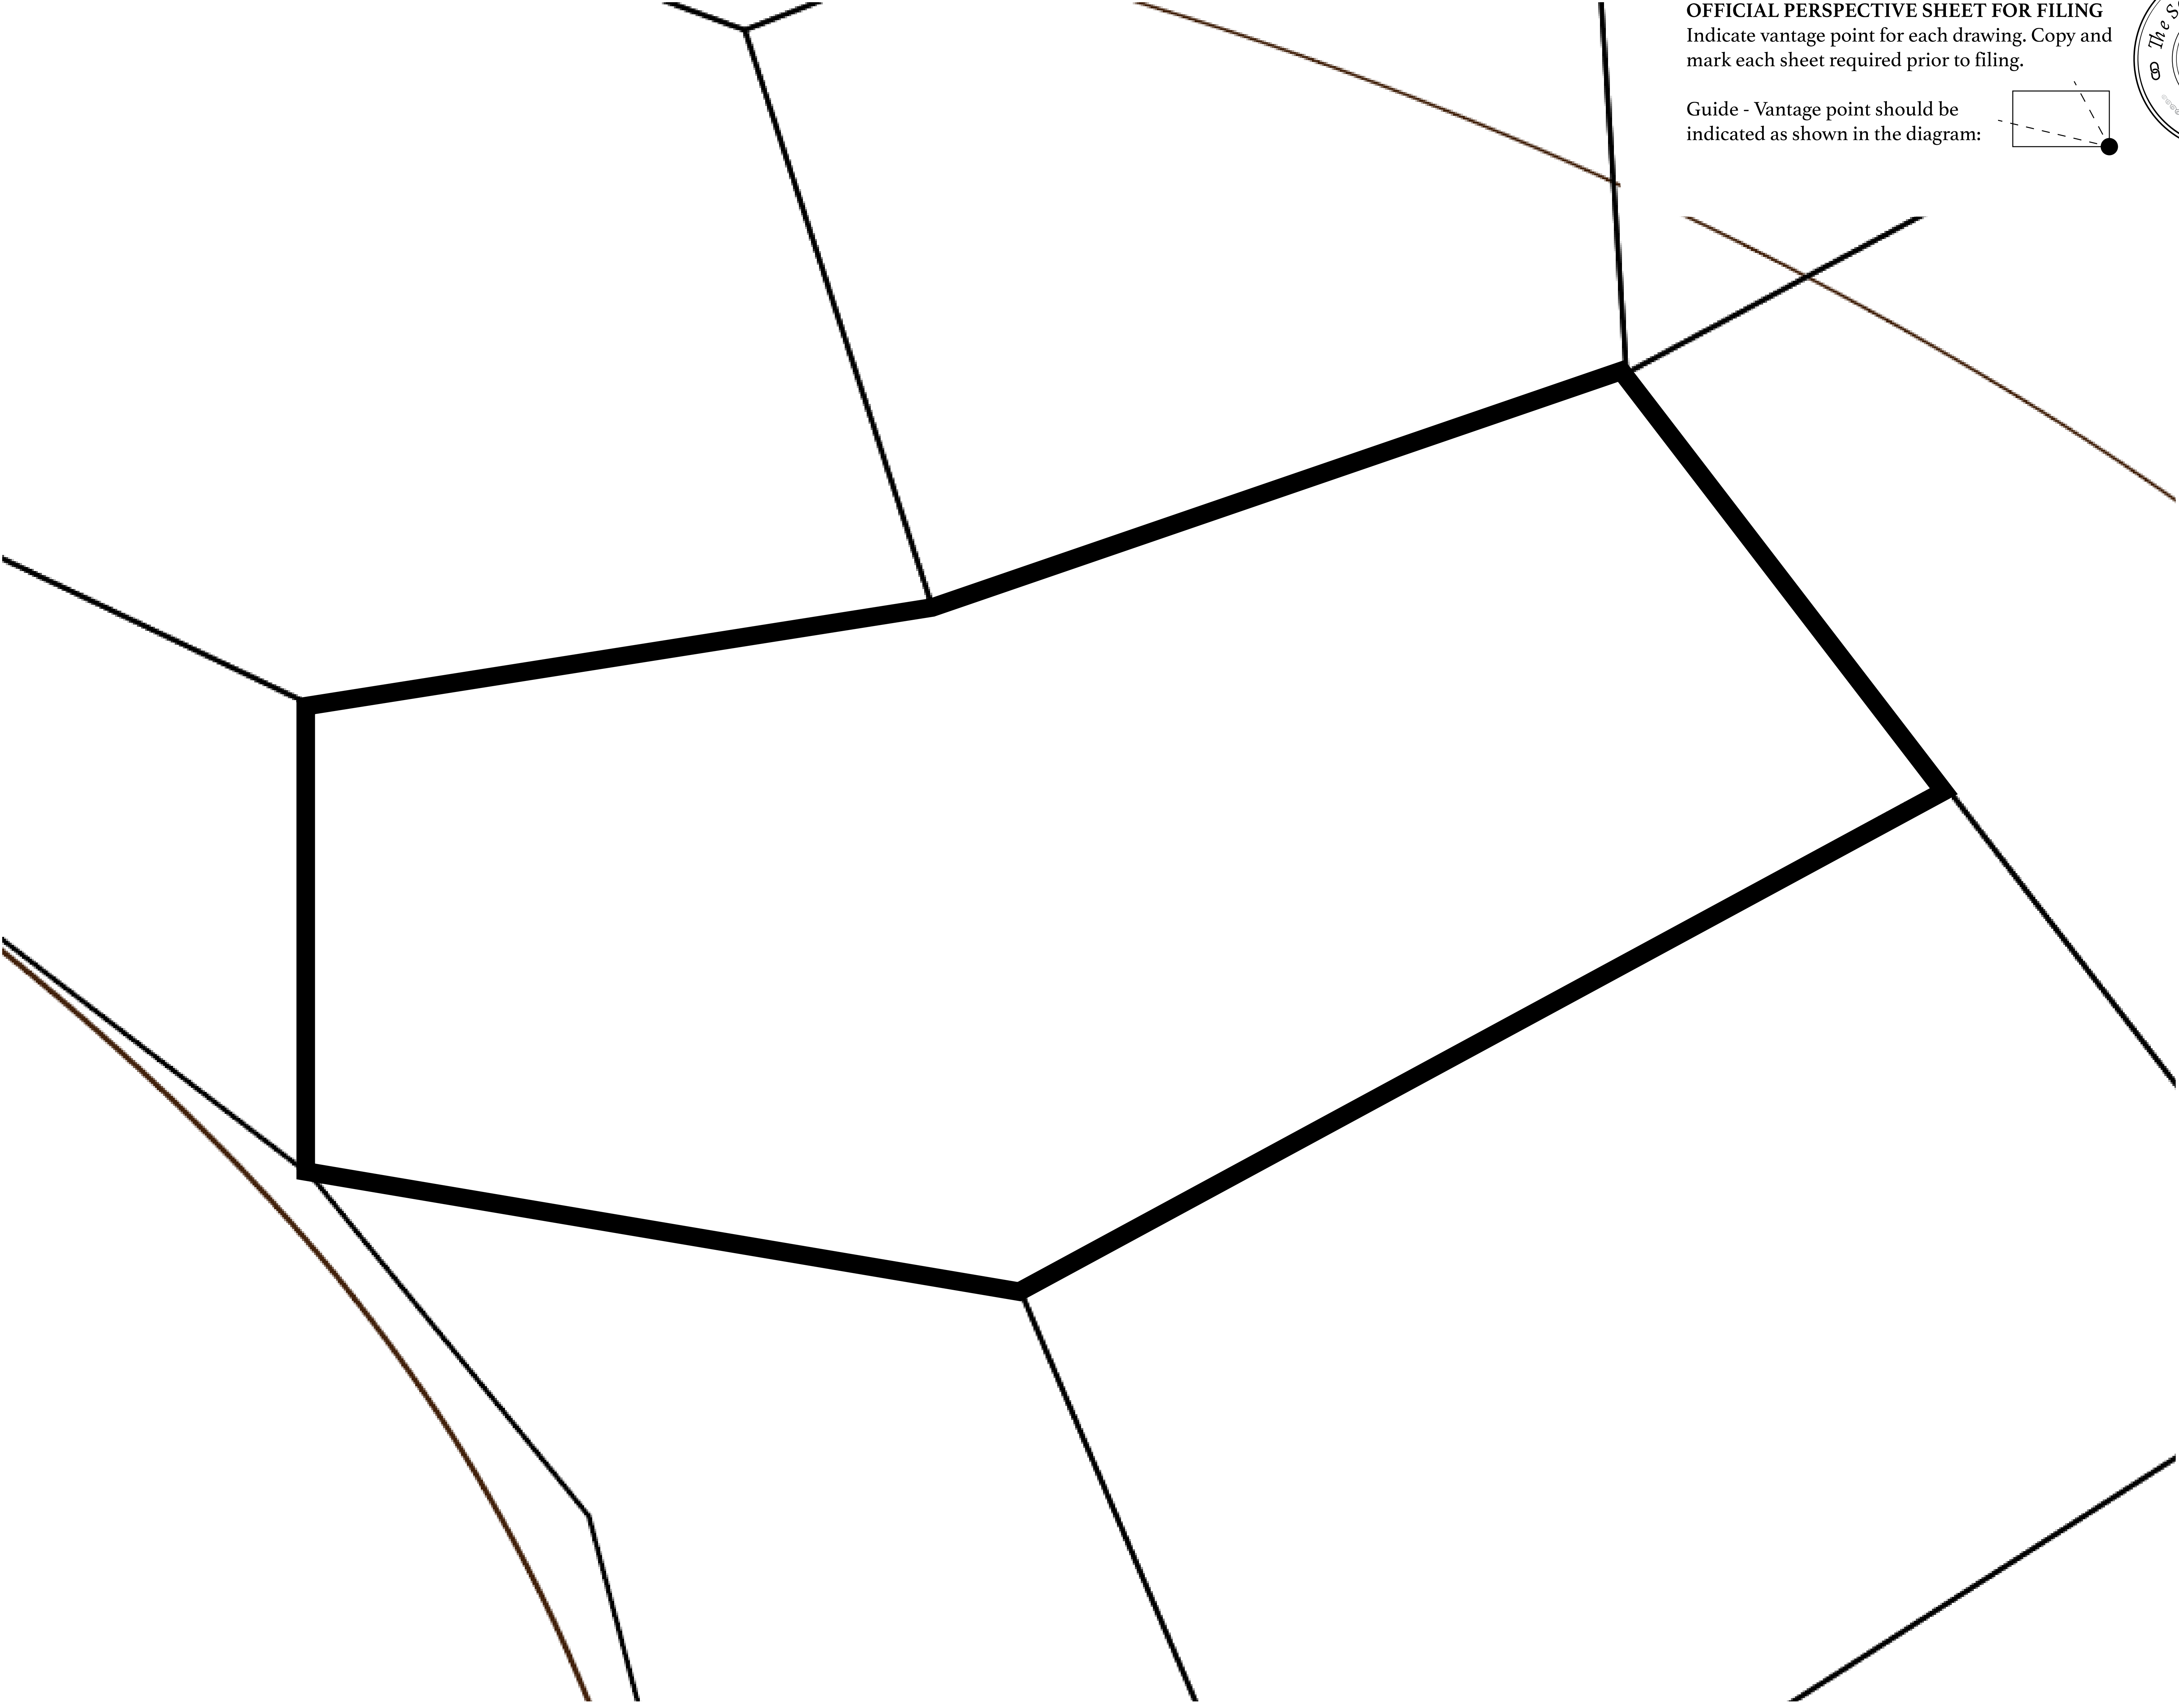 OFFICIAL PERSPECTIVE SHEET FOR FILING
Indicate vantage point for each drawing. Copy and
mark each sheet required prior to filing.
Guide - Vantage point should be
indicated as shown in the diagram:
The